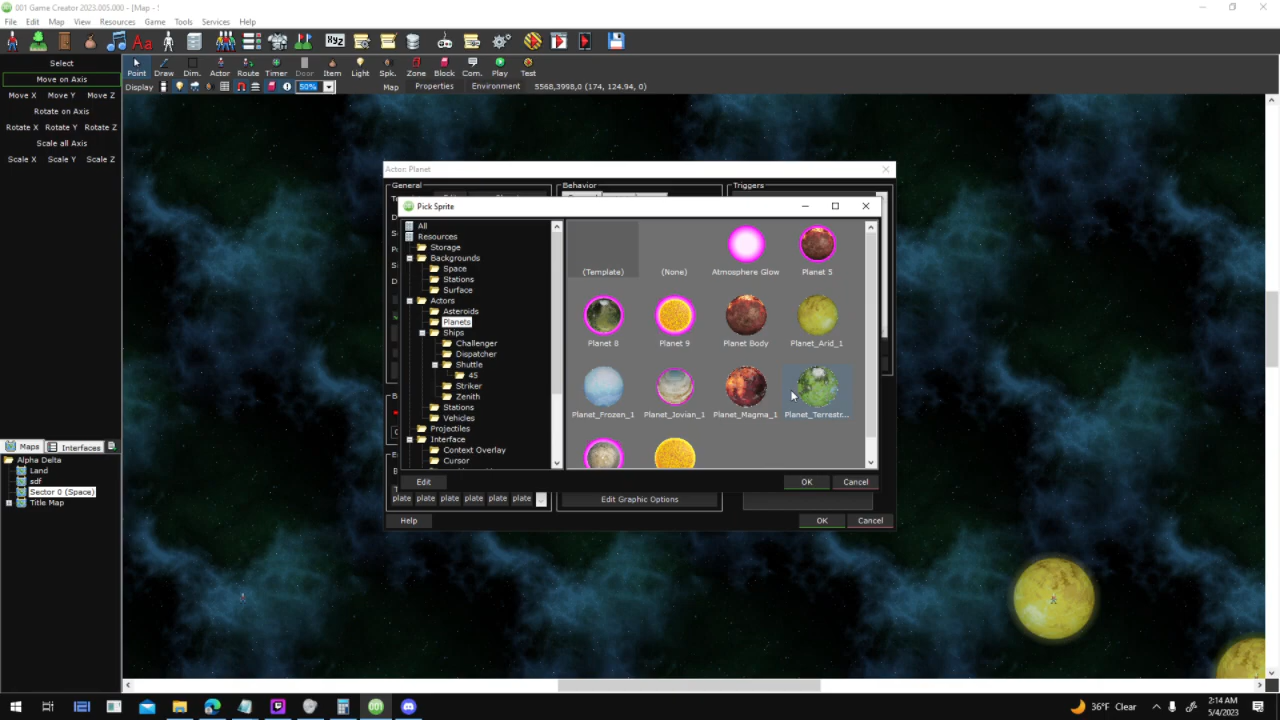 001 Game Creator 2023.005.000 - [Map - !
File Edit Map View Resources Game Tools Services Help
Select
Move on Axis
Move X Move Y Move Z
Rotate on Axis
Rotate X Rotate Y Rotate Z
Scale all Axis
Scale X Scale Y Scale Z
Point Draw Dim. Actor Route Timer Door Item Light Spk. Zone Block Com. Play Test
Display 50% Map Properties Environment 5568,3998,0 (174, 124.94, 0)
Actor: Planet
General Behavior Triggers
Pick Sprite
All
Resources
Storage
Backgrounds
Space
Stations
Surface
Actors
Asteroids
Planets
Ships
Challenger
Dispatcher
Shuttle
45
Striker
Zenith
Stations
Vehicles
Projectiles
Interface
Context Overlay
Cursor
(Template) (None) Atmosphere Glow Planet 5
Planet 8 Planet 9 Planet Body Planet_Arid_1
Planet_Frozen_1 Planet_Jovian_1 Planet_Magma_1 Planet_Terrestr...
Edit OK Cancel
plate plate plate plate plate plate
Edit Graphic Options
Help OK Cancel
Maps Interfaces
Alpha Delta
Land
sdf
Sector 0 (Space)
Title Map
36°F Clear
2:14 AM
5/4/2023